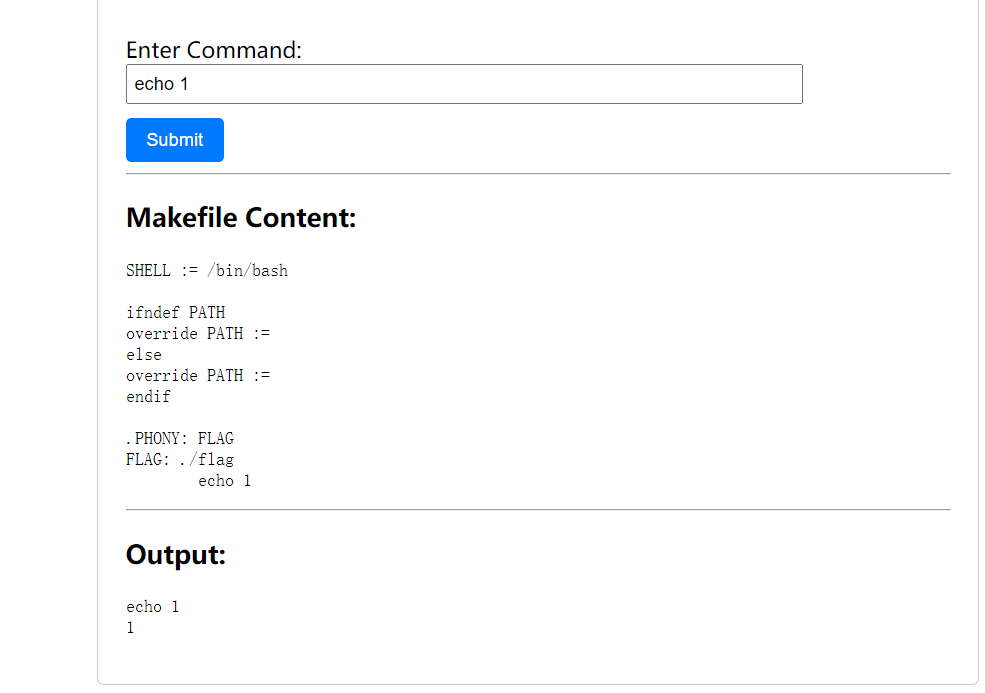 Enter Command:
echo 1
Submit
Makefile Content:
SHELL := /bin/bash
ifndef PATH
override PATH :=
else
override PATH :=
endif
.PHONY: FLAG
FLAG: ./flag
echo 1
Output:
echo 1
1